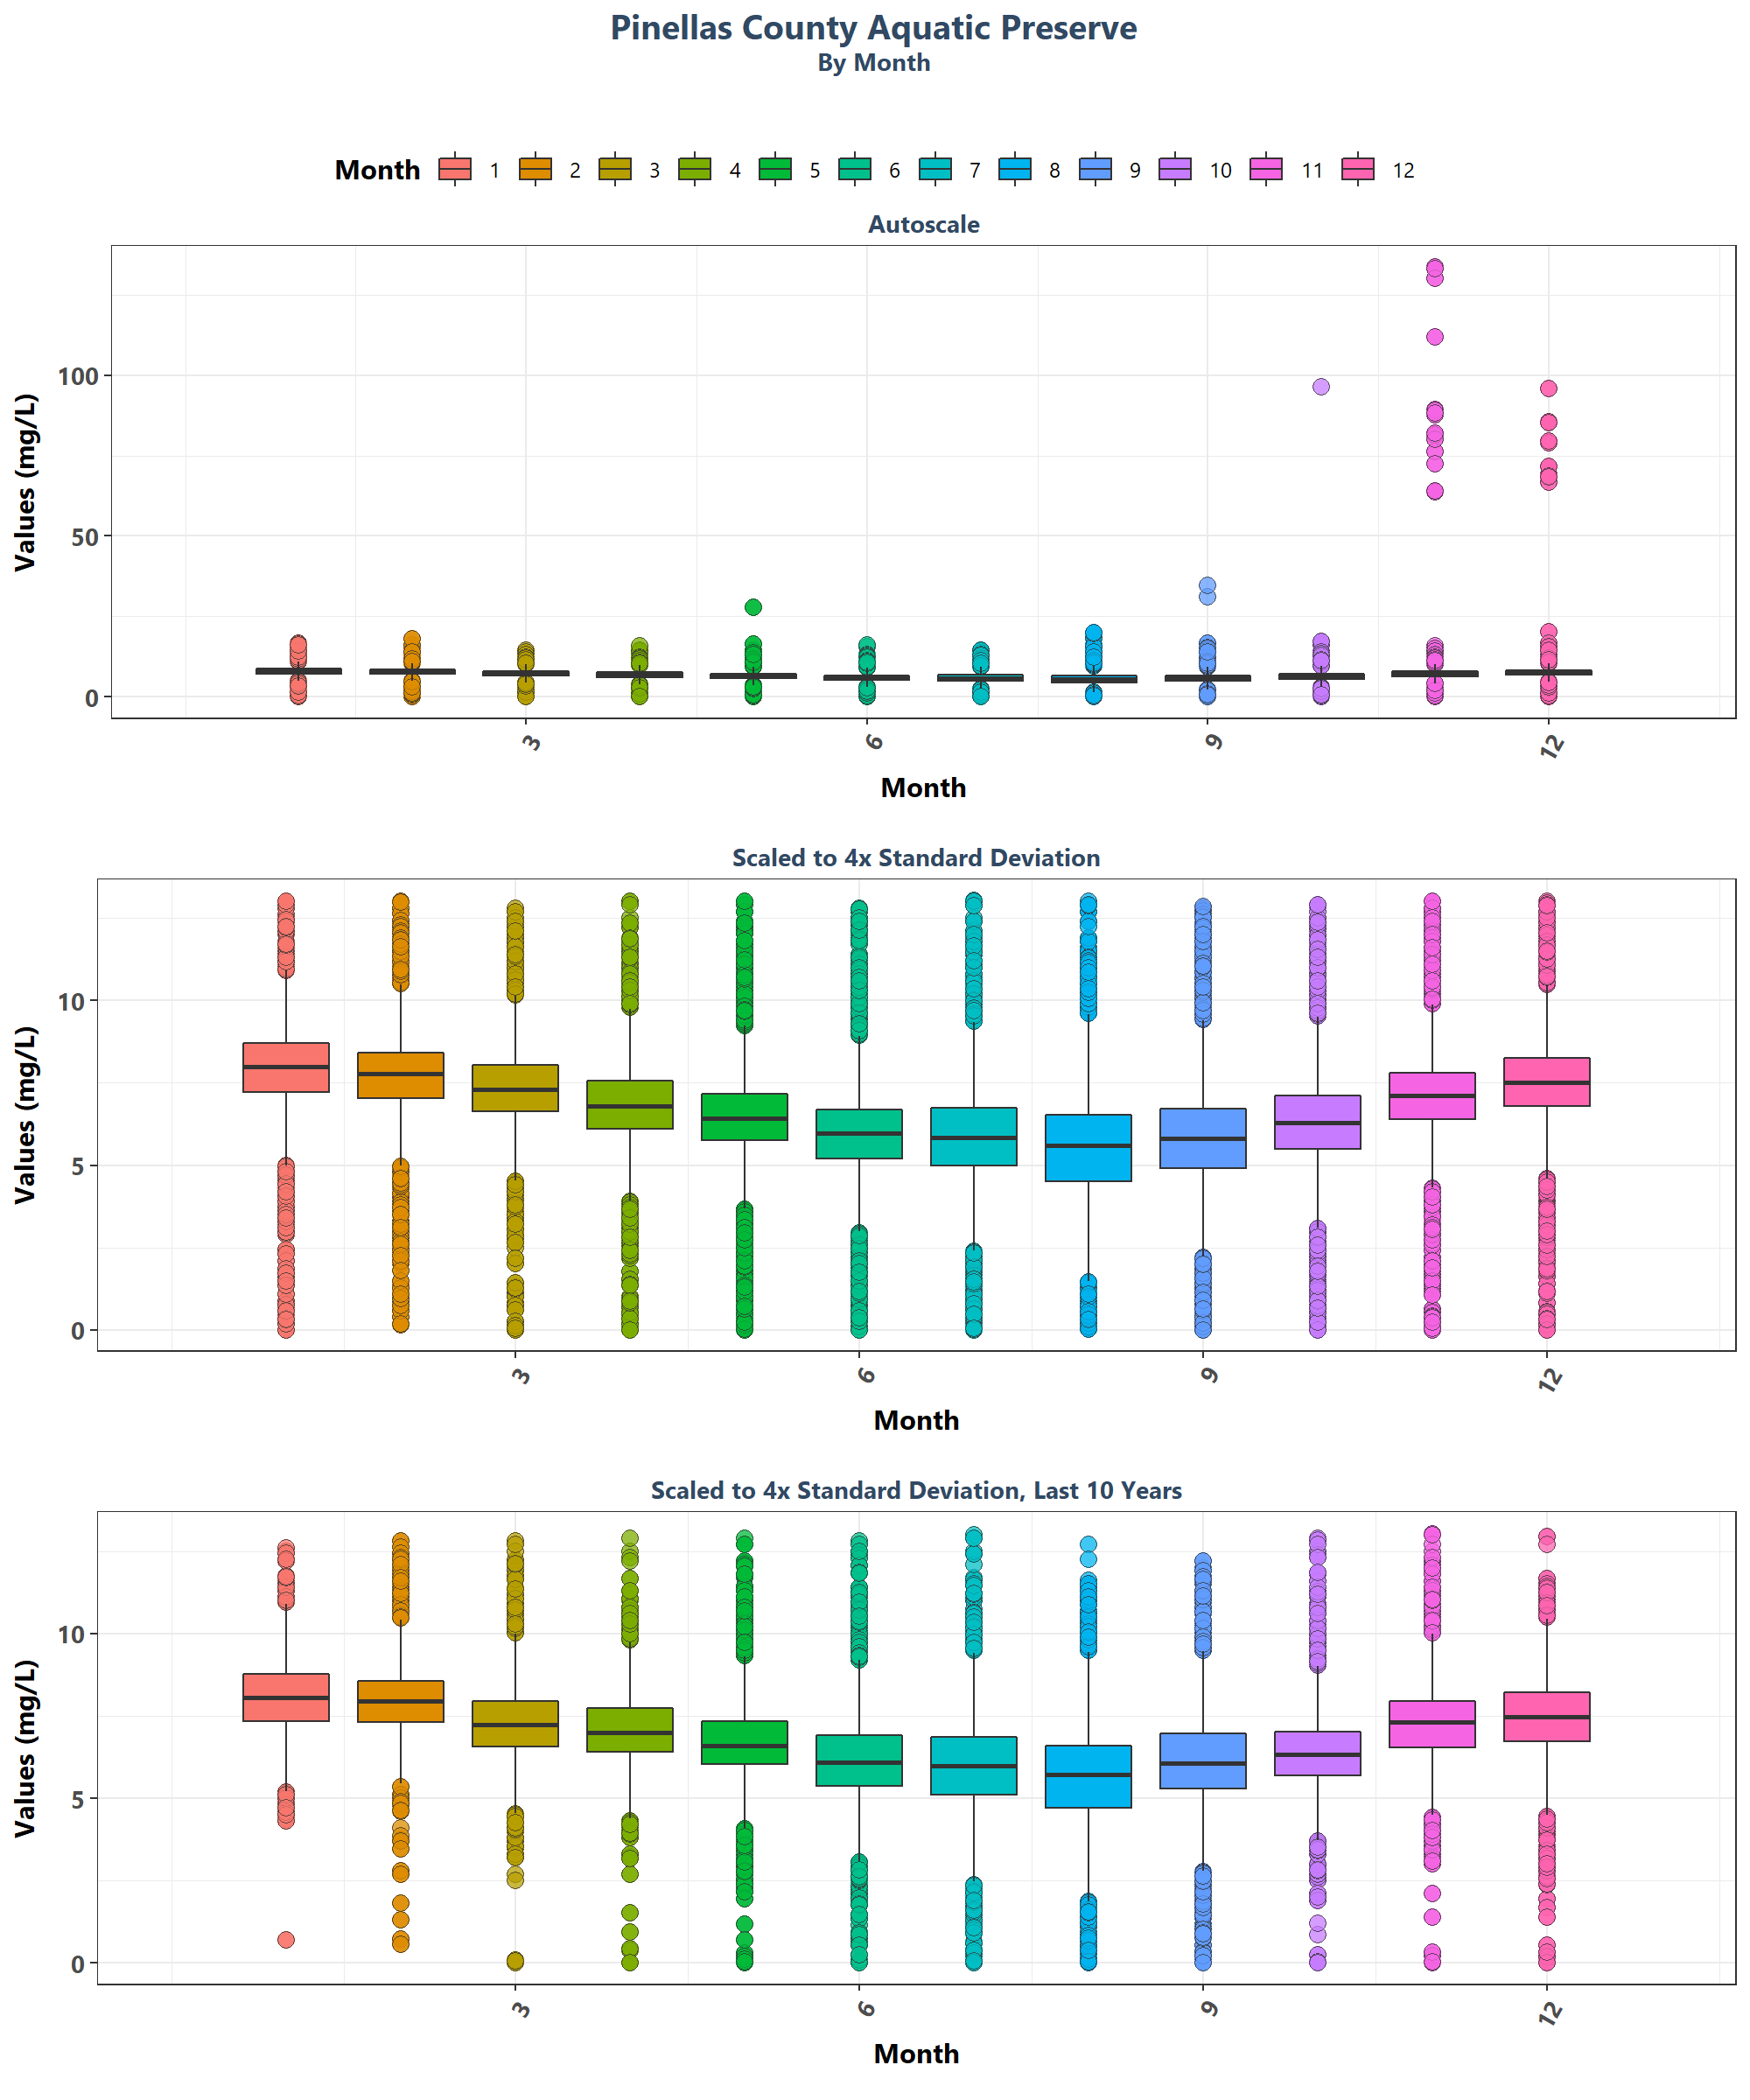 Pinellas County Aquatic Preserve
By Month
Month 1 2 3 4 5 6 7 8 9 10 11 12
Autoscale
Values (mg/L)
100
50
0
3 6 9 12
Month
Scaled to 4x Standard Deviation
Values (mg/L)
10
5
0
3 6 9 12
Month
Scaled to 4x Standard Deviation, Last 10 Years
Values (mg/L)
10
5
0
3 6 9 12
Month